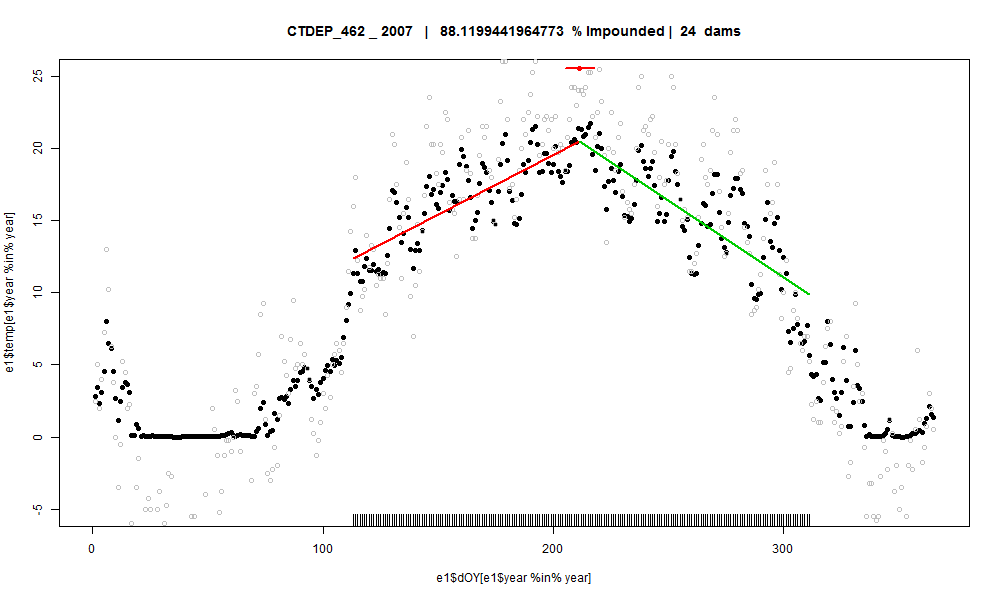 CTDEP_462 _ 2007 | 88.1199441964773 % Impounded | 24 dams
e1$temp[e1$year %in% year]
25
20
15
10
5
0
-5
0 100 200 300
e1$dOY[e1$year %in% year]